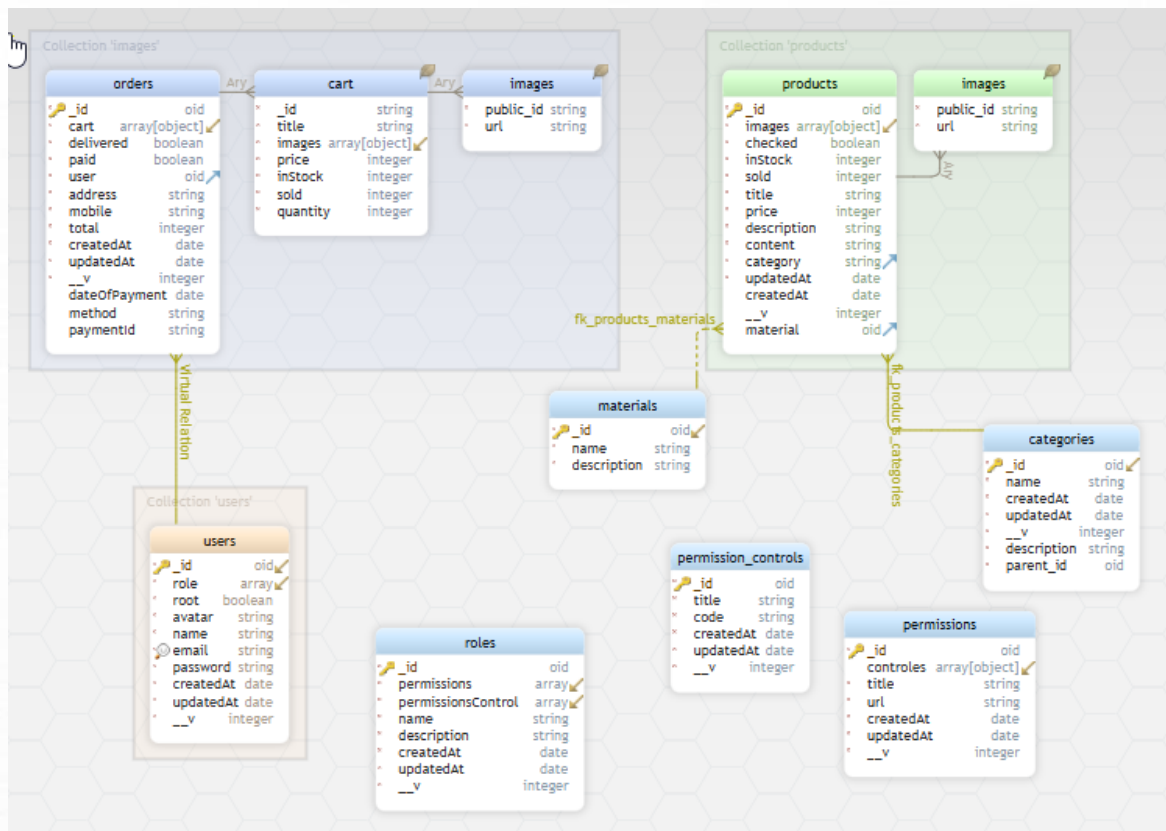 Collection 'images'
orders
_id oid
cart array[object]
delivered boolean
paid boolean
user oid
address string
mobile string
total integer
createdAt date
updatedAt date
__v integer
dateOfPayment date
method string
paymentId string
Ary
cart
_id string
title string
images array[object]
price integer
inStock integer
sold integer
quantity integer
Ary
images
public_id string
url string
Collection 'products'
products
_id oid
images array[object]
checked boolean
inStock integer
sold integer
title string
price integer
description string
content string
category string
updatedAt date
createdAt date
__v integer
material oid
images
public_id string
url string
Ary
fk_products_materials
Virtual Relation
fk_products_categories
materials
_id oid
name string
description string
categories
_id oid
name string
createdAt date
updatedAt date
__v integer
description string
parent_id oid
Collection 'users'
users
_id oid
role array
root boolean
avatar string
name string
email string
password string
createdAt date
updatedAt date
__v integer
roles
_id oid
permissions array
permissionsControl array
name string
description string
createdAt date
updatedAt date
__v integer
permission_controls
_id oid
title string
code string
createdAt date
updatedAt date
__v integer
permissions
_id oid
controles array[object]
title string
url string
createdAt date
updatedAt date
__v integer